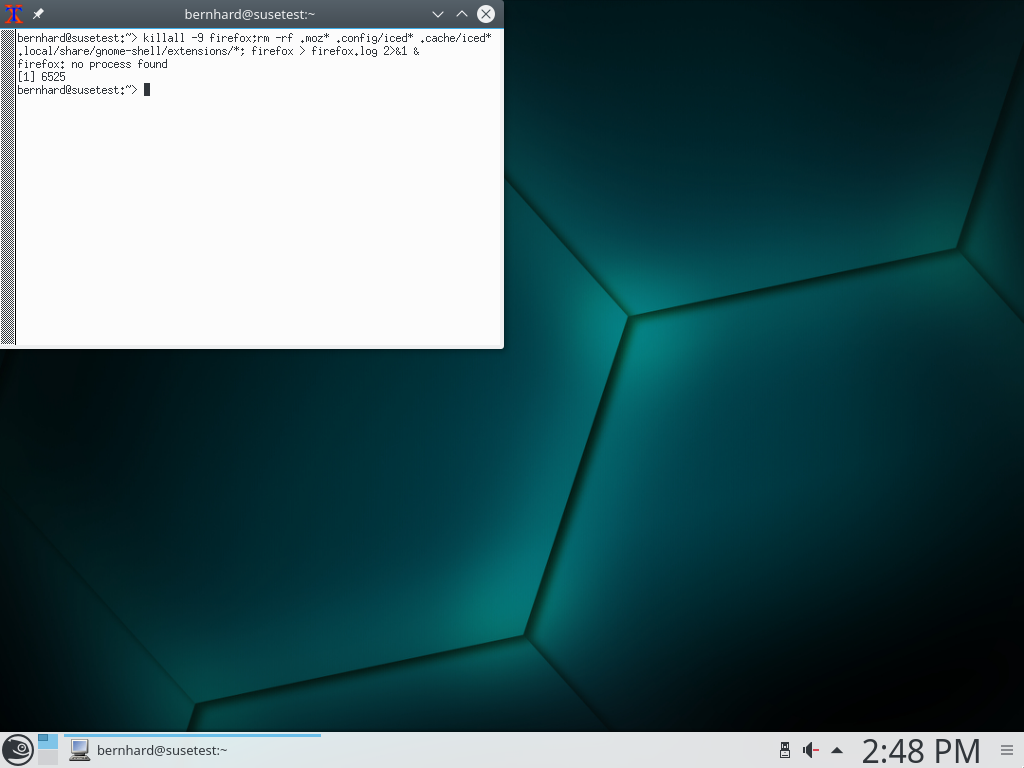 bernhard@susetest:~
bernhard@susetest:~> killall -9 firefox;rm -rf .moz* .config/iced* .cache/iced*
.local/share/gnome-shell/extensions/*; firefox > firefox.log 2>&1 &
firefox: no process found
[1] 6525
bernhard@susetest:~>
bernhard@susetest:~
2:48 PM